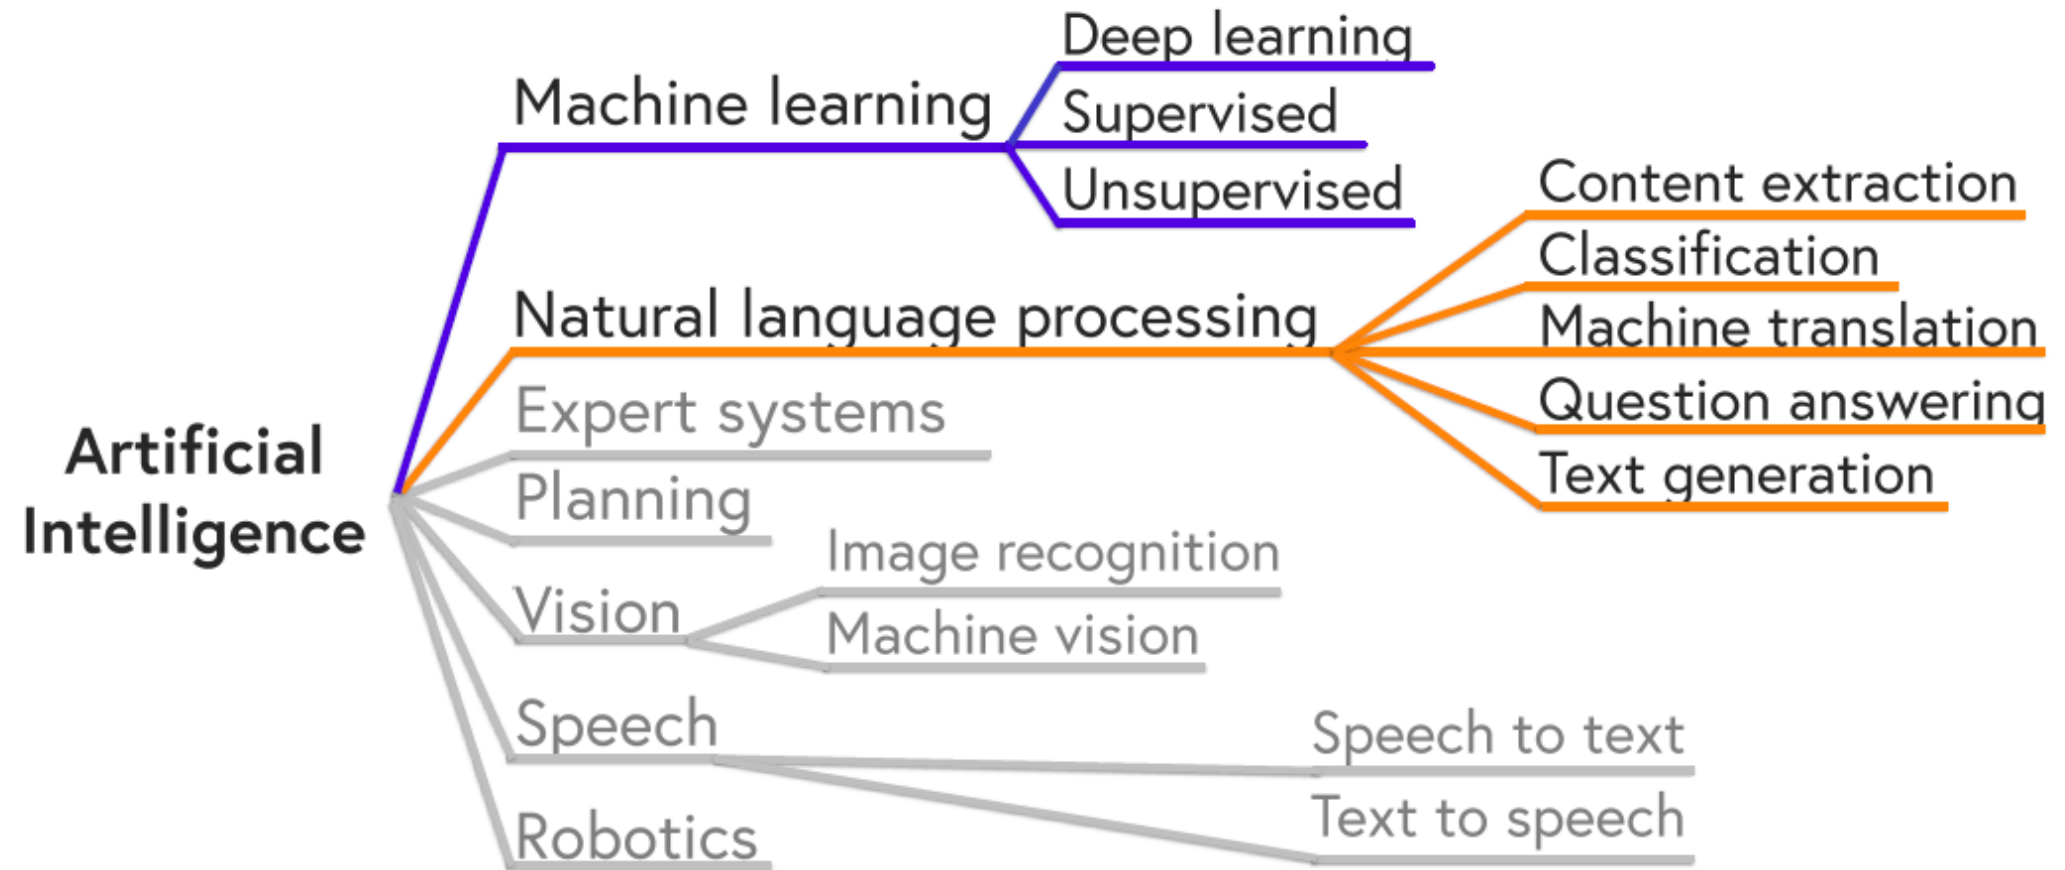 Artificial
Intelligence
Machine learning
Deep learning
Supervised
Unsupervised
Natural language processing
Content extraction
Classification
Machine translation
Question answering
Text generation
Expert systems
Planning
Vision
Image recognition
Machine vision
Speech
Speech to text
Text to speech
Robotics